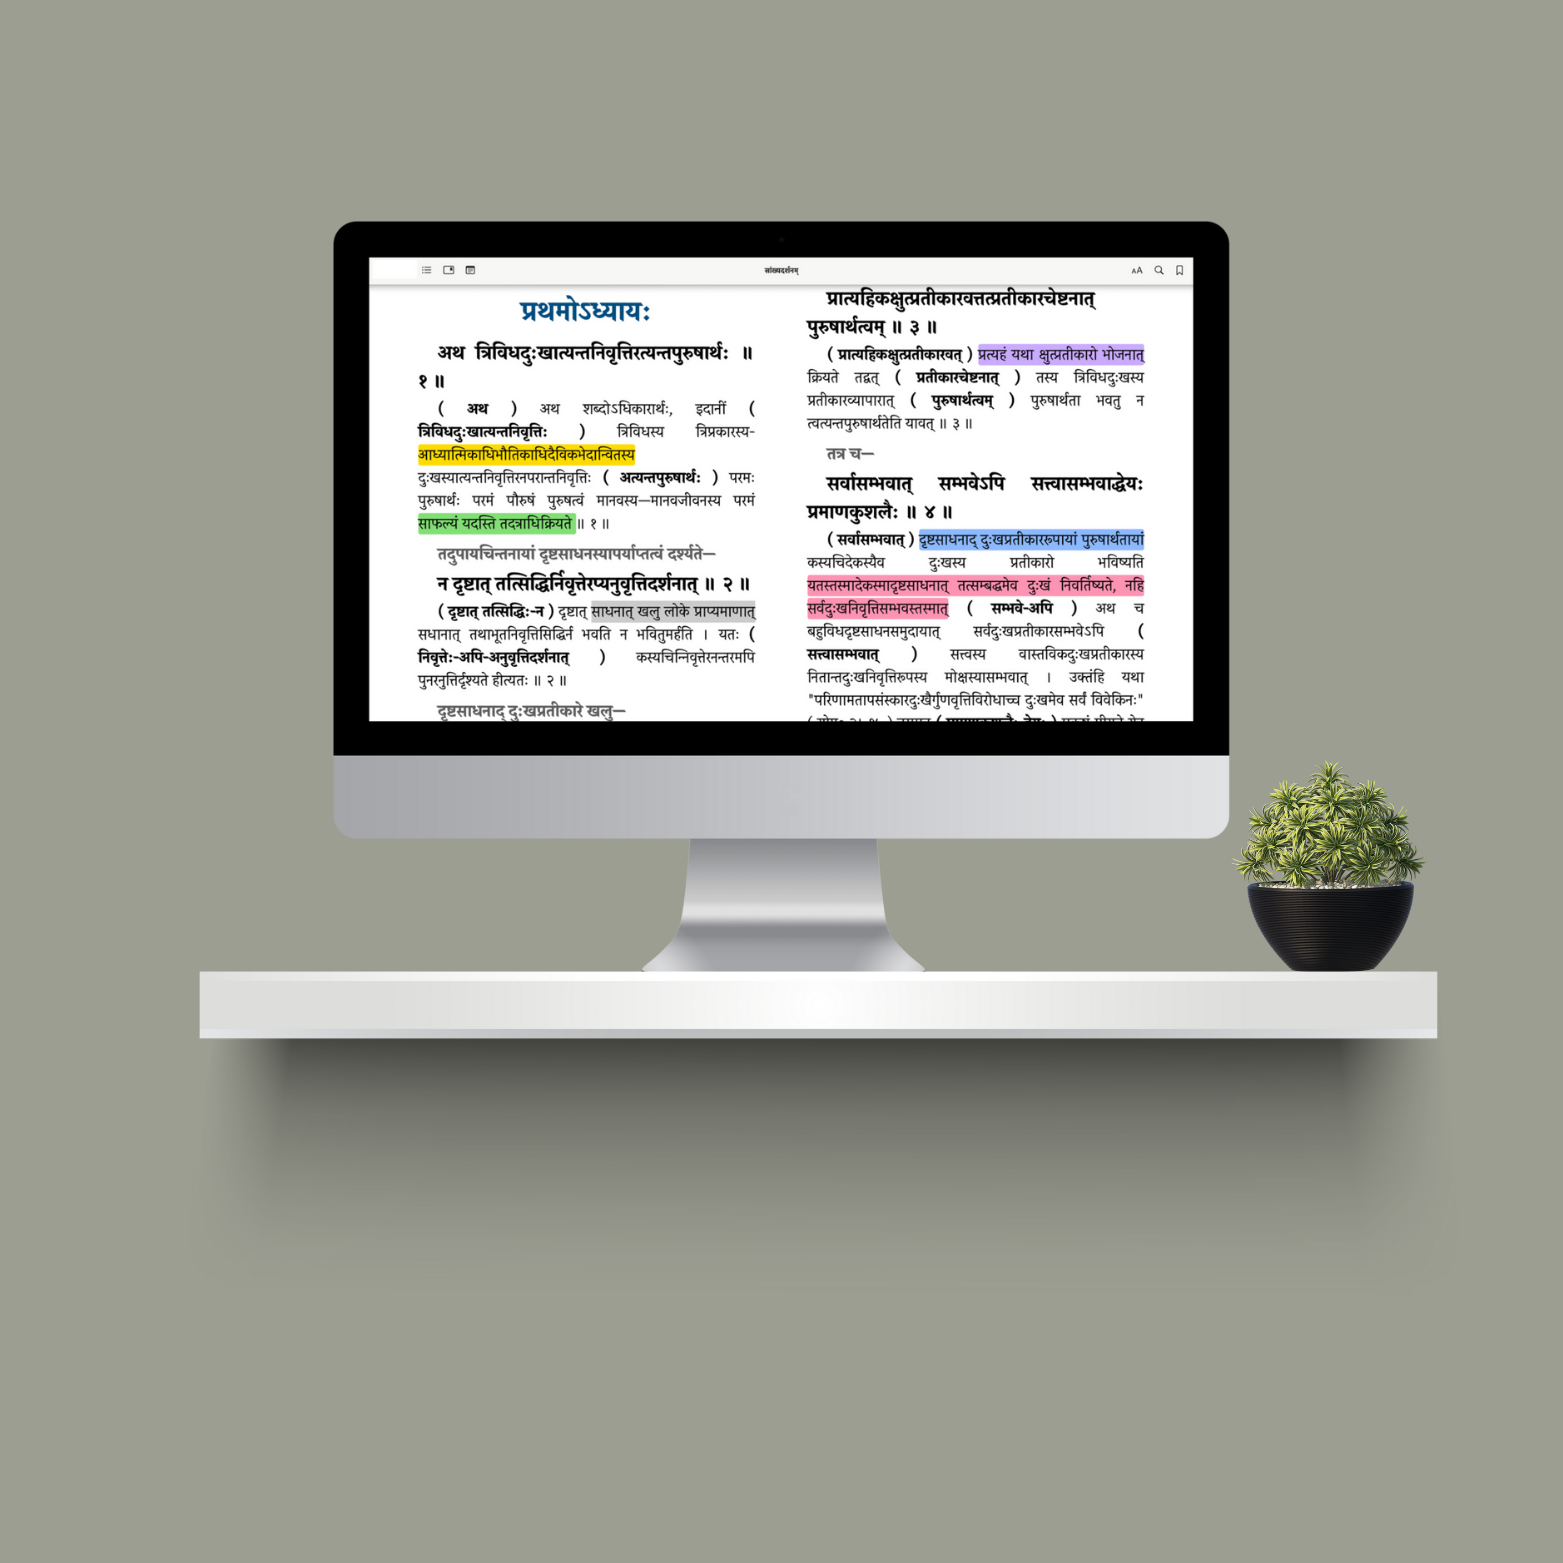 सांख्यदर्शनम्
AA
प्रथमोऽध्यायः
अथ त्रिविधदुःखात्यन्तनिवृत्तिरत्यन्तपुरुषार्थः ॥
१ ॥
( अथ ) अथ शब्दोऽधिकारार्थः, इदानीं (
त्रिविधदुःखात्यन्तनिवृत्तिः ) त्रिविधस्य त्रिप्रकारस्य-
आध्यात्मिकाधिभौतिकाधिदैविकभेदान्वितस्य
दुःखस्यात्यन्तनिवृत्तिरनपरान्तनिवृत्तिः ( अत्यन्तपुरुषार्थः ) परमः
पुरुषार्थः परमं पौरुषं पुरुषत्वं मानवस्य—मानवजीवनस्य परमं
साफल्यं यदस्ति तदत्राधिक्रियते ॥ १ ॥
तदुपायचिन्तनायां दृष्टसाधनस्यापर्याप्तत्वं दर्श्यते—
न दृष्टात् तत्सिद्धिर्निवृत्तेरप्यनुवृत्तिदर्शनात् ॥ २ ॥
( दृष्टात् तत्सिद्धिः-न ) दृष्टात् साधनात् खलु लोके प्राप्यमाणात्
सधानात् तथाभूतनिवृत्तिसिद्धिर्न भवति न भवितुमर्हति । यतः (
निवृत्तेः-अपि-अनुवृत्तिदर्शनात् ) कस्यचिन्निवृत्तेरनन्तरमपि
पुनरनुत्तिर्दृश्यते हीत्यतः ॥ २ ॥
दृष्टसाधनाद् दुःखप्रतीकारे खलु—
प्रात्यहिकक्षुत्प्रतीकारवत्तत्प्रतीकारचेष्टनात्
पुरुषार्थत्वम् ॥ ३ ॥
( प्रात्यहिकक्षुत्प्रतीकारवत् ) प्रत्यहं यथा क्षुत्प्रतीकारो भोजनात्
क्रियते तद्वत् ( प्रतीकारचेष्टनात् ) तस्य त्रिविधदुःखस्य
प्रतीकारव्यापारात् ( पुरुषार्थत्वम् ) पुरुषार्थता भवतु न
त्वत्यन्तपुरुषार्थतेति यावत् ॥ ३ ॥
तत्र च—
सर्वासम्भवात् सम्भवेऽपि सत्त्वासम्भवाद्धेयः
प्रमाणकुशलैः ॥ ४ ॥
( सर्वासम्भवात् ) दृष्टसाधनाद् दुःखप्रतीकाररूपायां पुरुषार्थतायां
कस्यचिदेकस्यैव दुःखस्य प्रतीकारो भविष्यति
यतस्तस्मादेकस्मादृष्टसाधनात् तत्सम्बद्धमेव दुःखं निवर्तिष्यते, नहि
सर्वदुःखनिवृत्तिसम्भवस्तस्मात् ( सम्भवे-अपि ) अथ च
बहुविधदृष्टसाधनसमुदायात् सर्वदुःखप्रतीकारसम्भवेऽपि (
सत्त्वासम्भवात् ) सत्त्वस्य वास्तविकदुःखप्रतीकारस्य
नितान्तदुःखनिवृत्तिरूपस्य मोक्षस्यासम्भवात् । उक्तंहि यथा
"परिणामतापसंस्कारदुःखैर्गुणवृत्तिविरोधाच्च दुःखमेव सर्वं विवेकिनः"